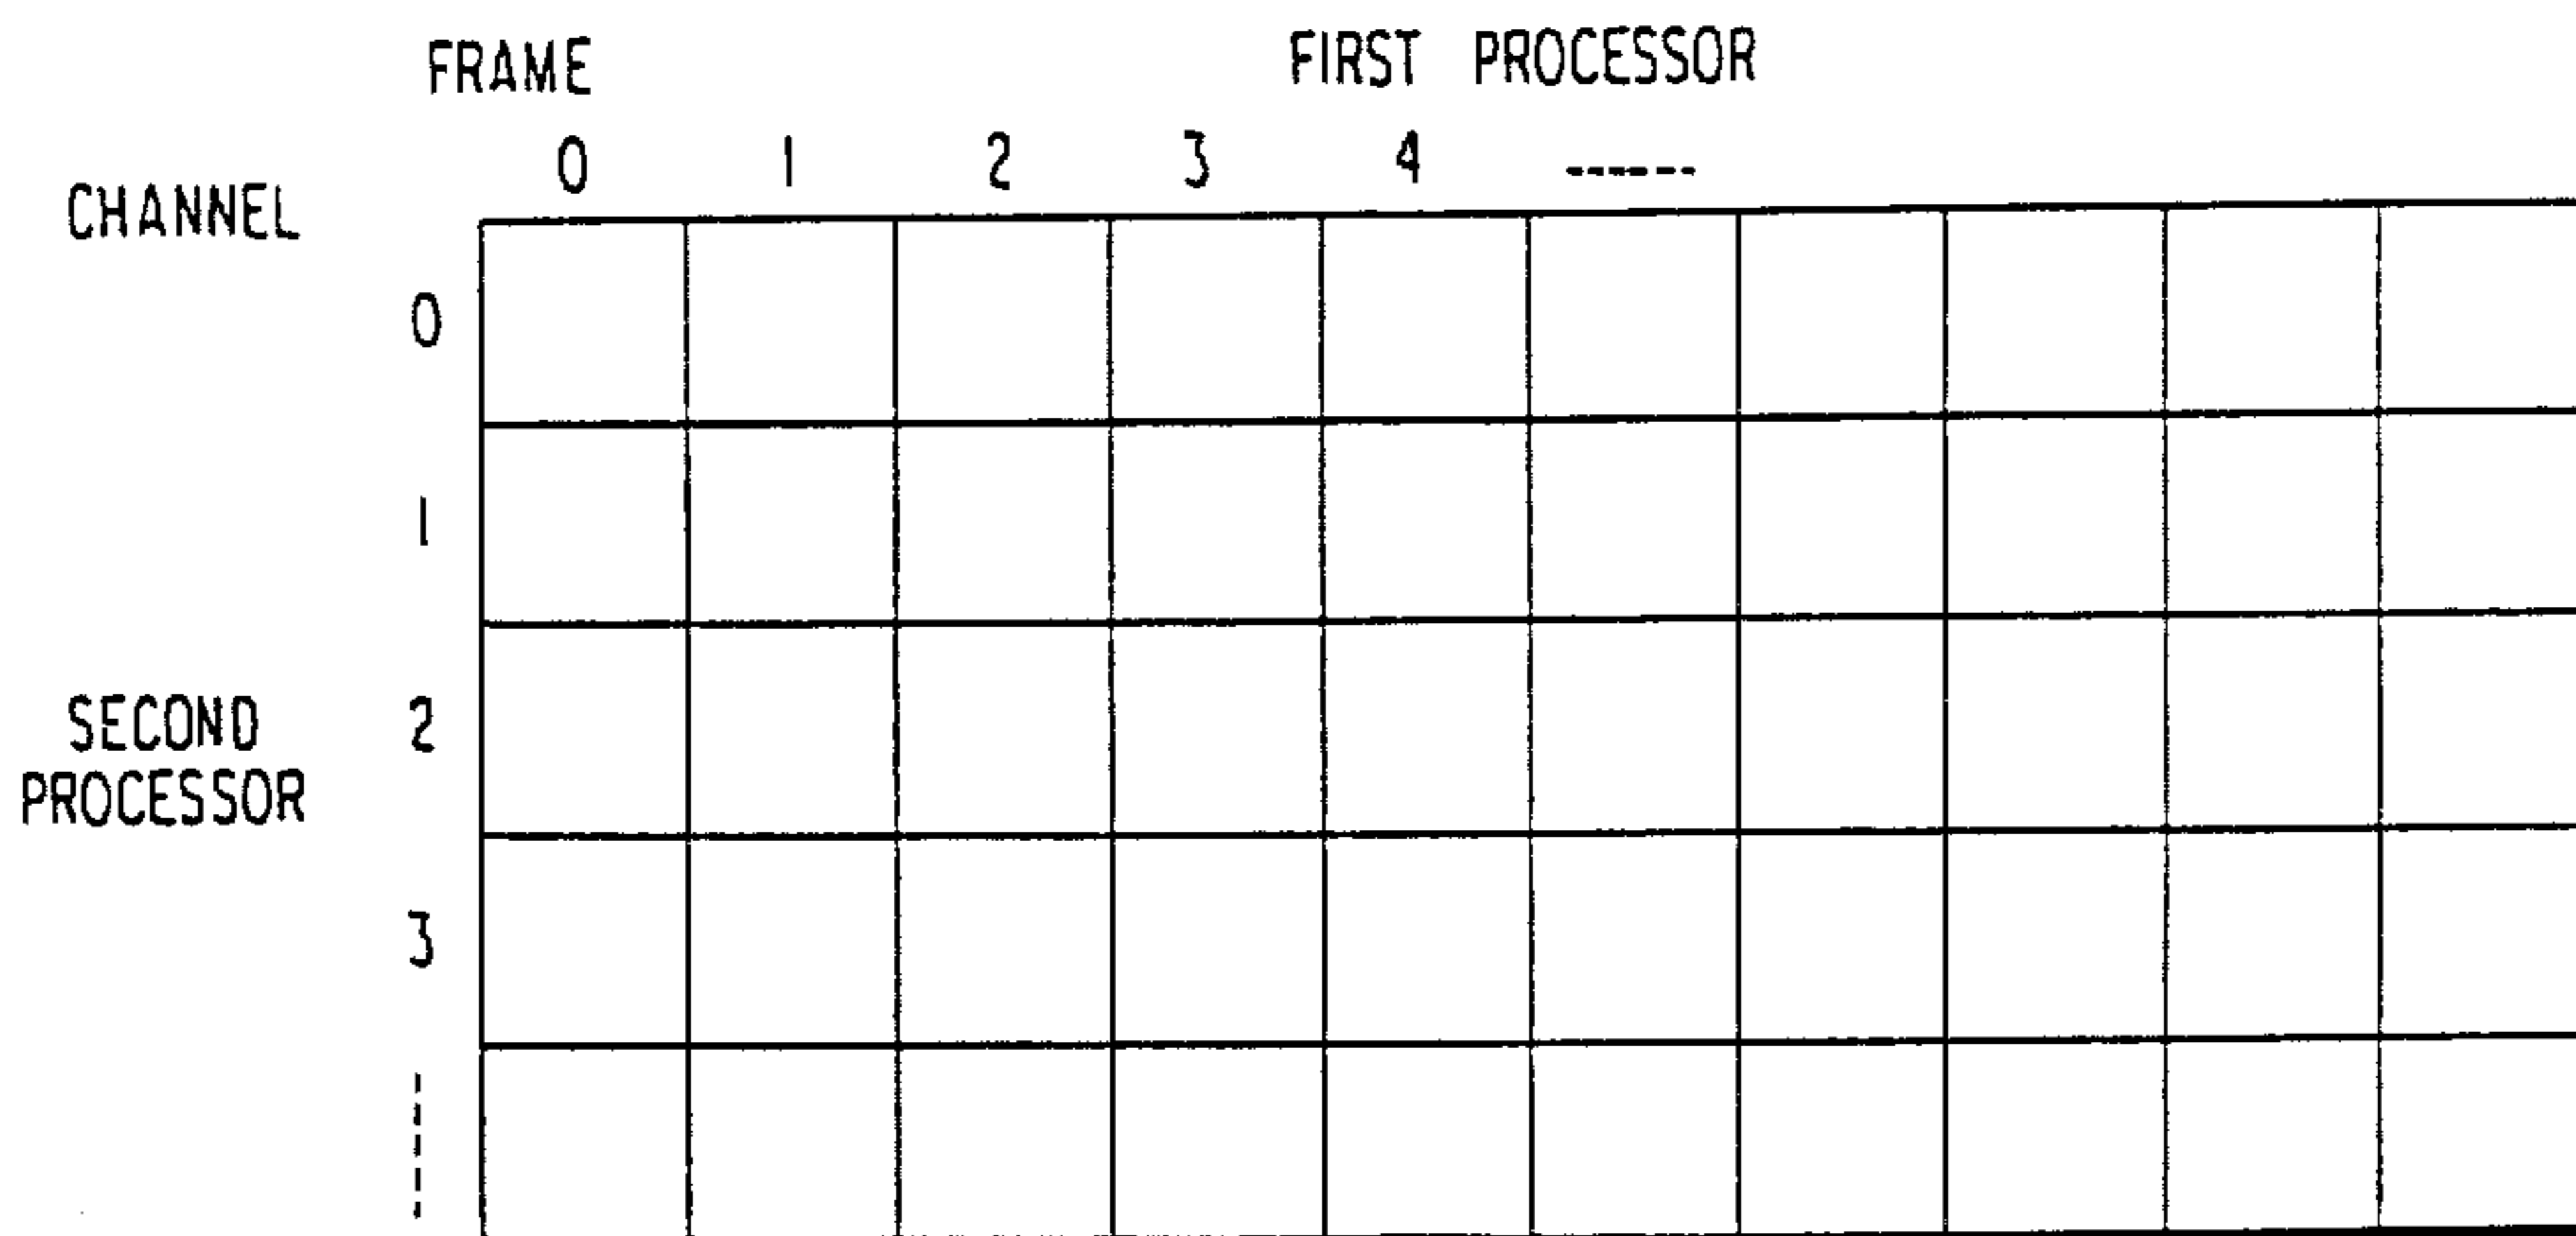 FRAME FIRST PROCESSOR
0 1 2 3 4 ------
CHANNEL
0
1
SECOND
PROCESSOR
2
3